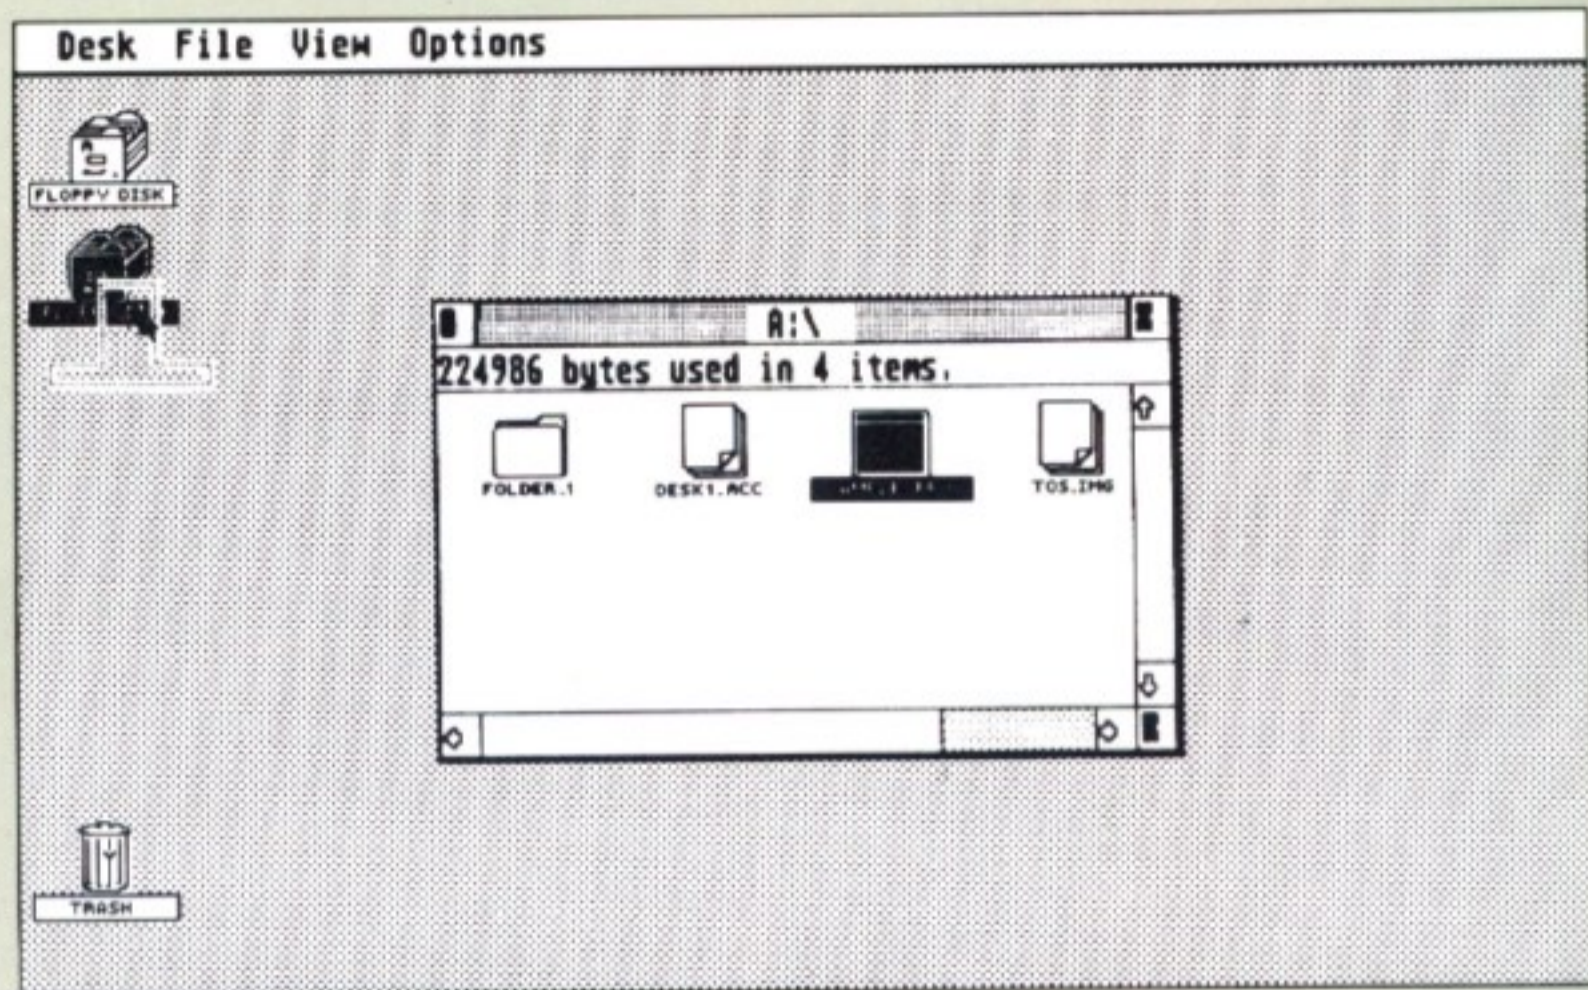 Desk File View Options
A
FLOPPY DISK
A:\
224986 bytes used in 4 items.
FOLDER.1
DESK1.ACC
TOS.IMG
TRASH